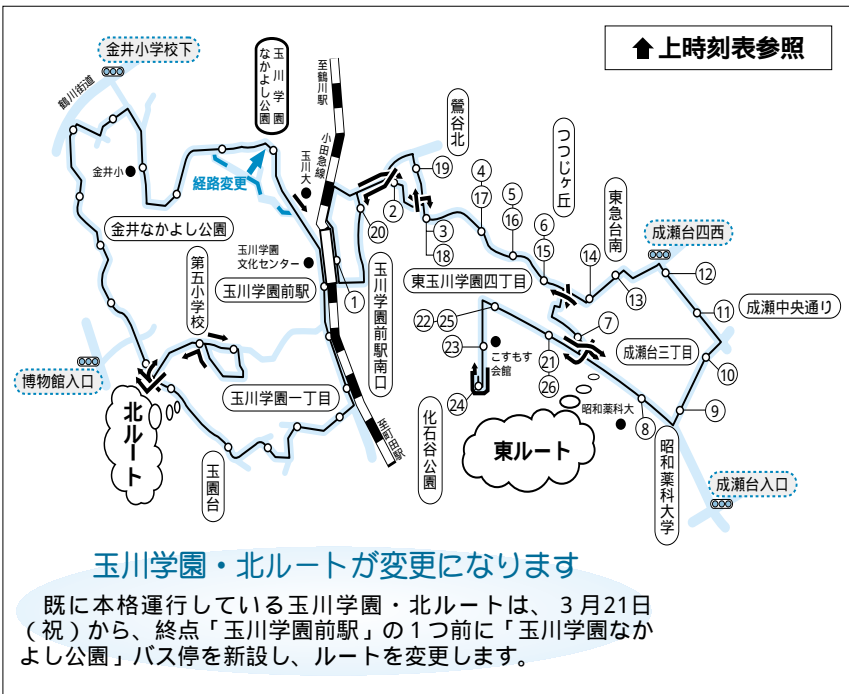 ⬆上時刻表参照
金井小学校下
鶴川街道
玉川学園
なかよし公園
至鶴川駅
小田急線
玉川大
鶯谷北
つつじヶ丘
東急台南
成瀬台四西
金井小
経路変更
⑲
④
⑰
⑤
⑯
⑥
⑮
⑭
⑬
⑫
⑪
②
⑳
③
⑱
金井なかよし公園
玉川学園
文化センター
第五小学校
玉川学園前駅
①
玉川学園前駅南口
東玉川学園四丁目
成瀬中央通り
⑦
㉒・㉕
㉓
こすもす
会館
㉑
㉖
成瀬台三丁目
⑩
博物館入口
北ルート
玉川学園一丁目
㉔
化石谷公園
昭和薬科大
⑧
⑨
東ルート
玉園台
至町田駅
昭和薬科大学
成瀬台入口
玉川学園・北ルートが変更になります
既に本格運行している玉川学園・北ルートは、3月21日
(祝)から、終点「玉川学園前駅」の1つ前に「玉川学園なか
よし公園」バス停を新設し、ルートを変更します。